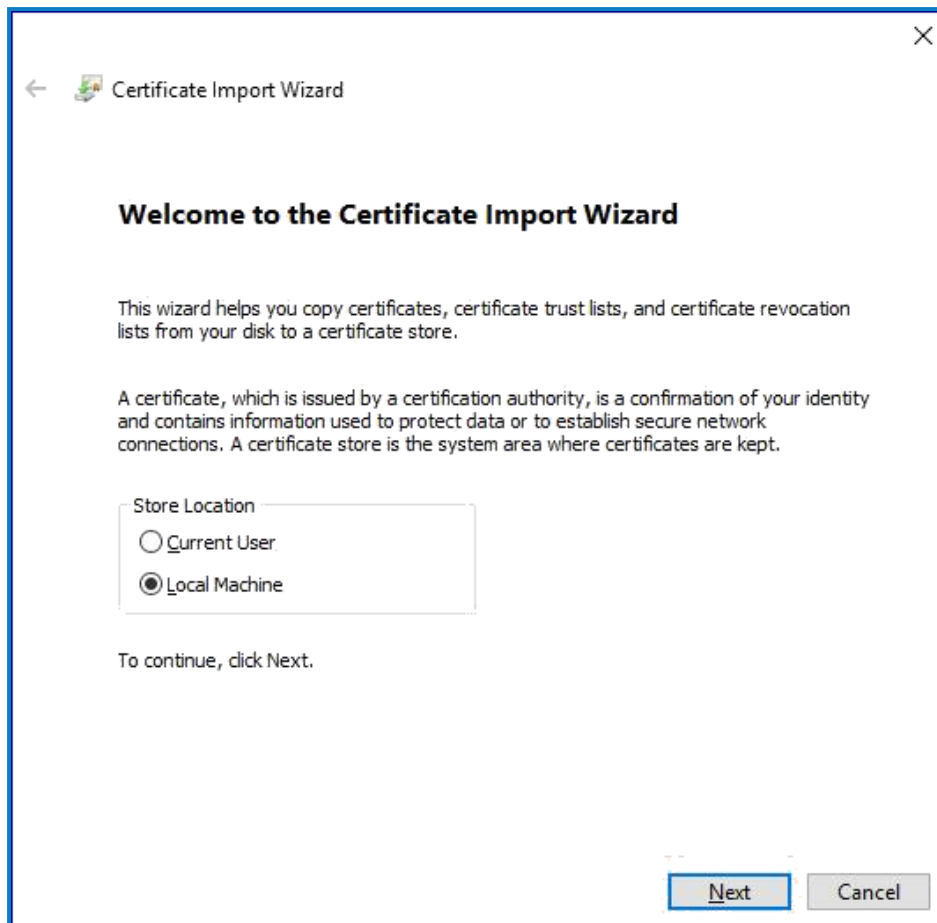 Certificate Import Wizard
Welcome to the Certificate Import Wizard
This wizard helps you copy certificates, certificate trust lists, and certificate revocation
lists from your disk to a certificate store.
A certificate, which is issued by a certification authority, is a confirmation of your identity
and contains information used to protect data or to establish secure network
connections. A certificate store is the system area where certificates are kept.
Store Location
Current User
Local Machine
To continue, click Next.
Next
Cancel